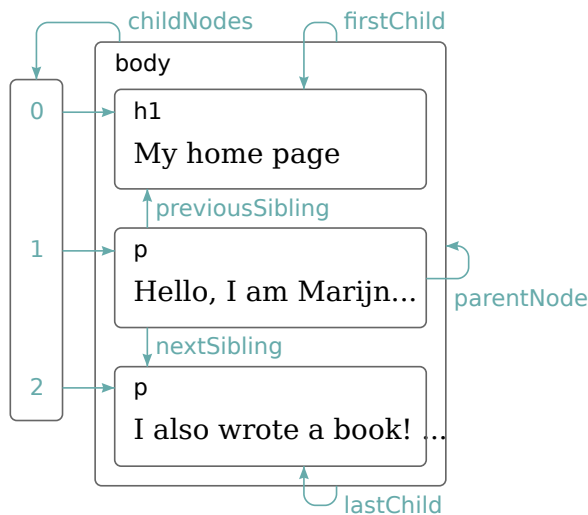 childNodes
firstChild
body
0
h1
My home page
previousSibling
1
p
Hello, I am Marijn...
parentNode
nextSibling
2
p
I also wrote a book! ...
lastChild